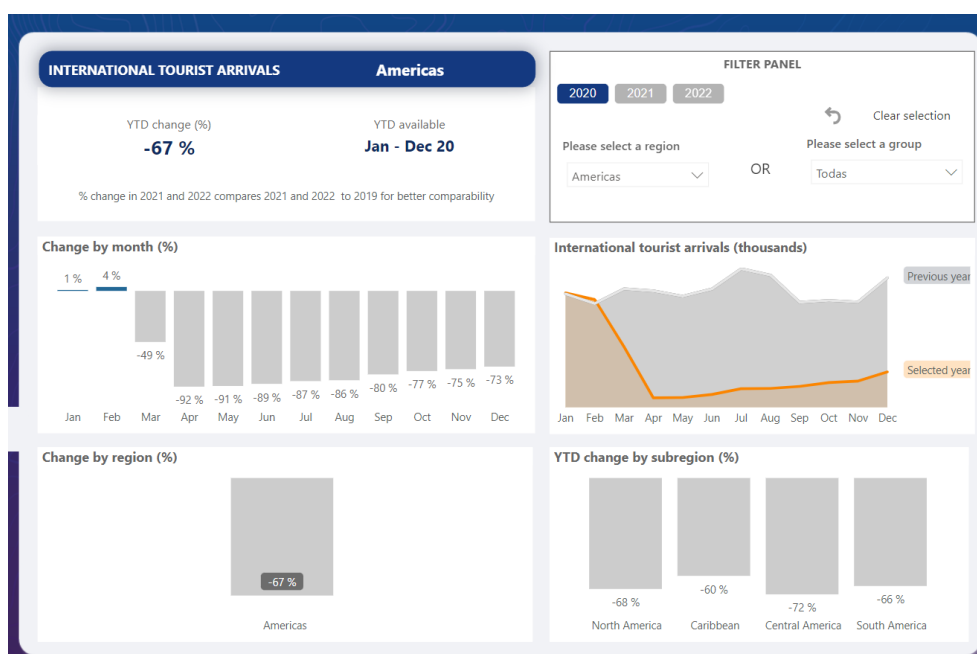 INTERNATIONAL TOURIST ARRIVALS Americas
YTD change (%) YTD available
-67 % Jan - Dec 20
% change in 2021 and 2022 compares 2021 and 2022 to 2019 for better comparability
FILTER PANEL
2020 2021 2022
Clear selection
Please select a region Please select a group
Americas OR Todas
Change by month (%)
1 % 4 %
-49 %
-92 % -91 % -89 % -87 % -86 % -80 % -77 % -75 % -73 %
Jan Feb Mar Apr May Jun Jul Aug Sep Oct Nov Dec
International tourist arrivals (thousands)
Previous year
Selected year
Jan Feb Mar Apr May Jun Jul Aug Sep Oct Nov Dec
Change by region (%)
-67 %
Americas
YTD change by subregion (%)
-68 % -60 % -72 % -66 %
North America Caribbean Central America South America